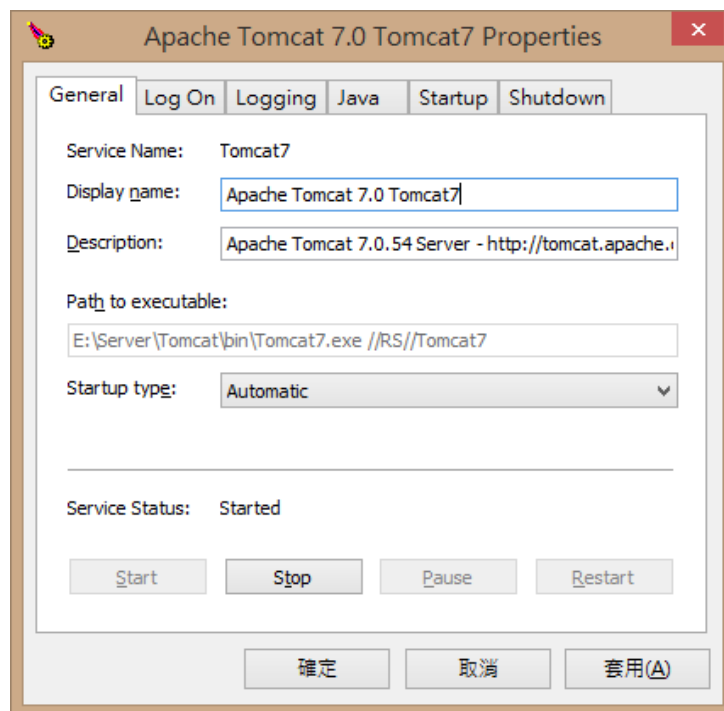 Apache Tomcat 7.0 Tomcat7 Properties
General Log On Logging Java Startup Shutdown
Service Name: Tomcat7
Display name: Apache Tomcat 7.0 Tomcat7
Description: Apache Tomcat 7.0.54 Server - http://tomcat.apache.
Path to executable:
E:\Server\Tomcat\bin\Tomcat7.exe //RS//Tomcat7
Startup type: Automatic
Service Status: Started
Start Stop Pause Restart
確定 取消 套用(A)